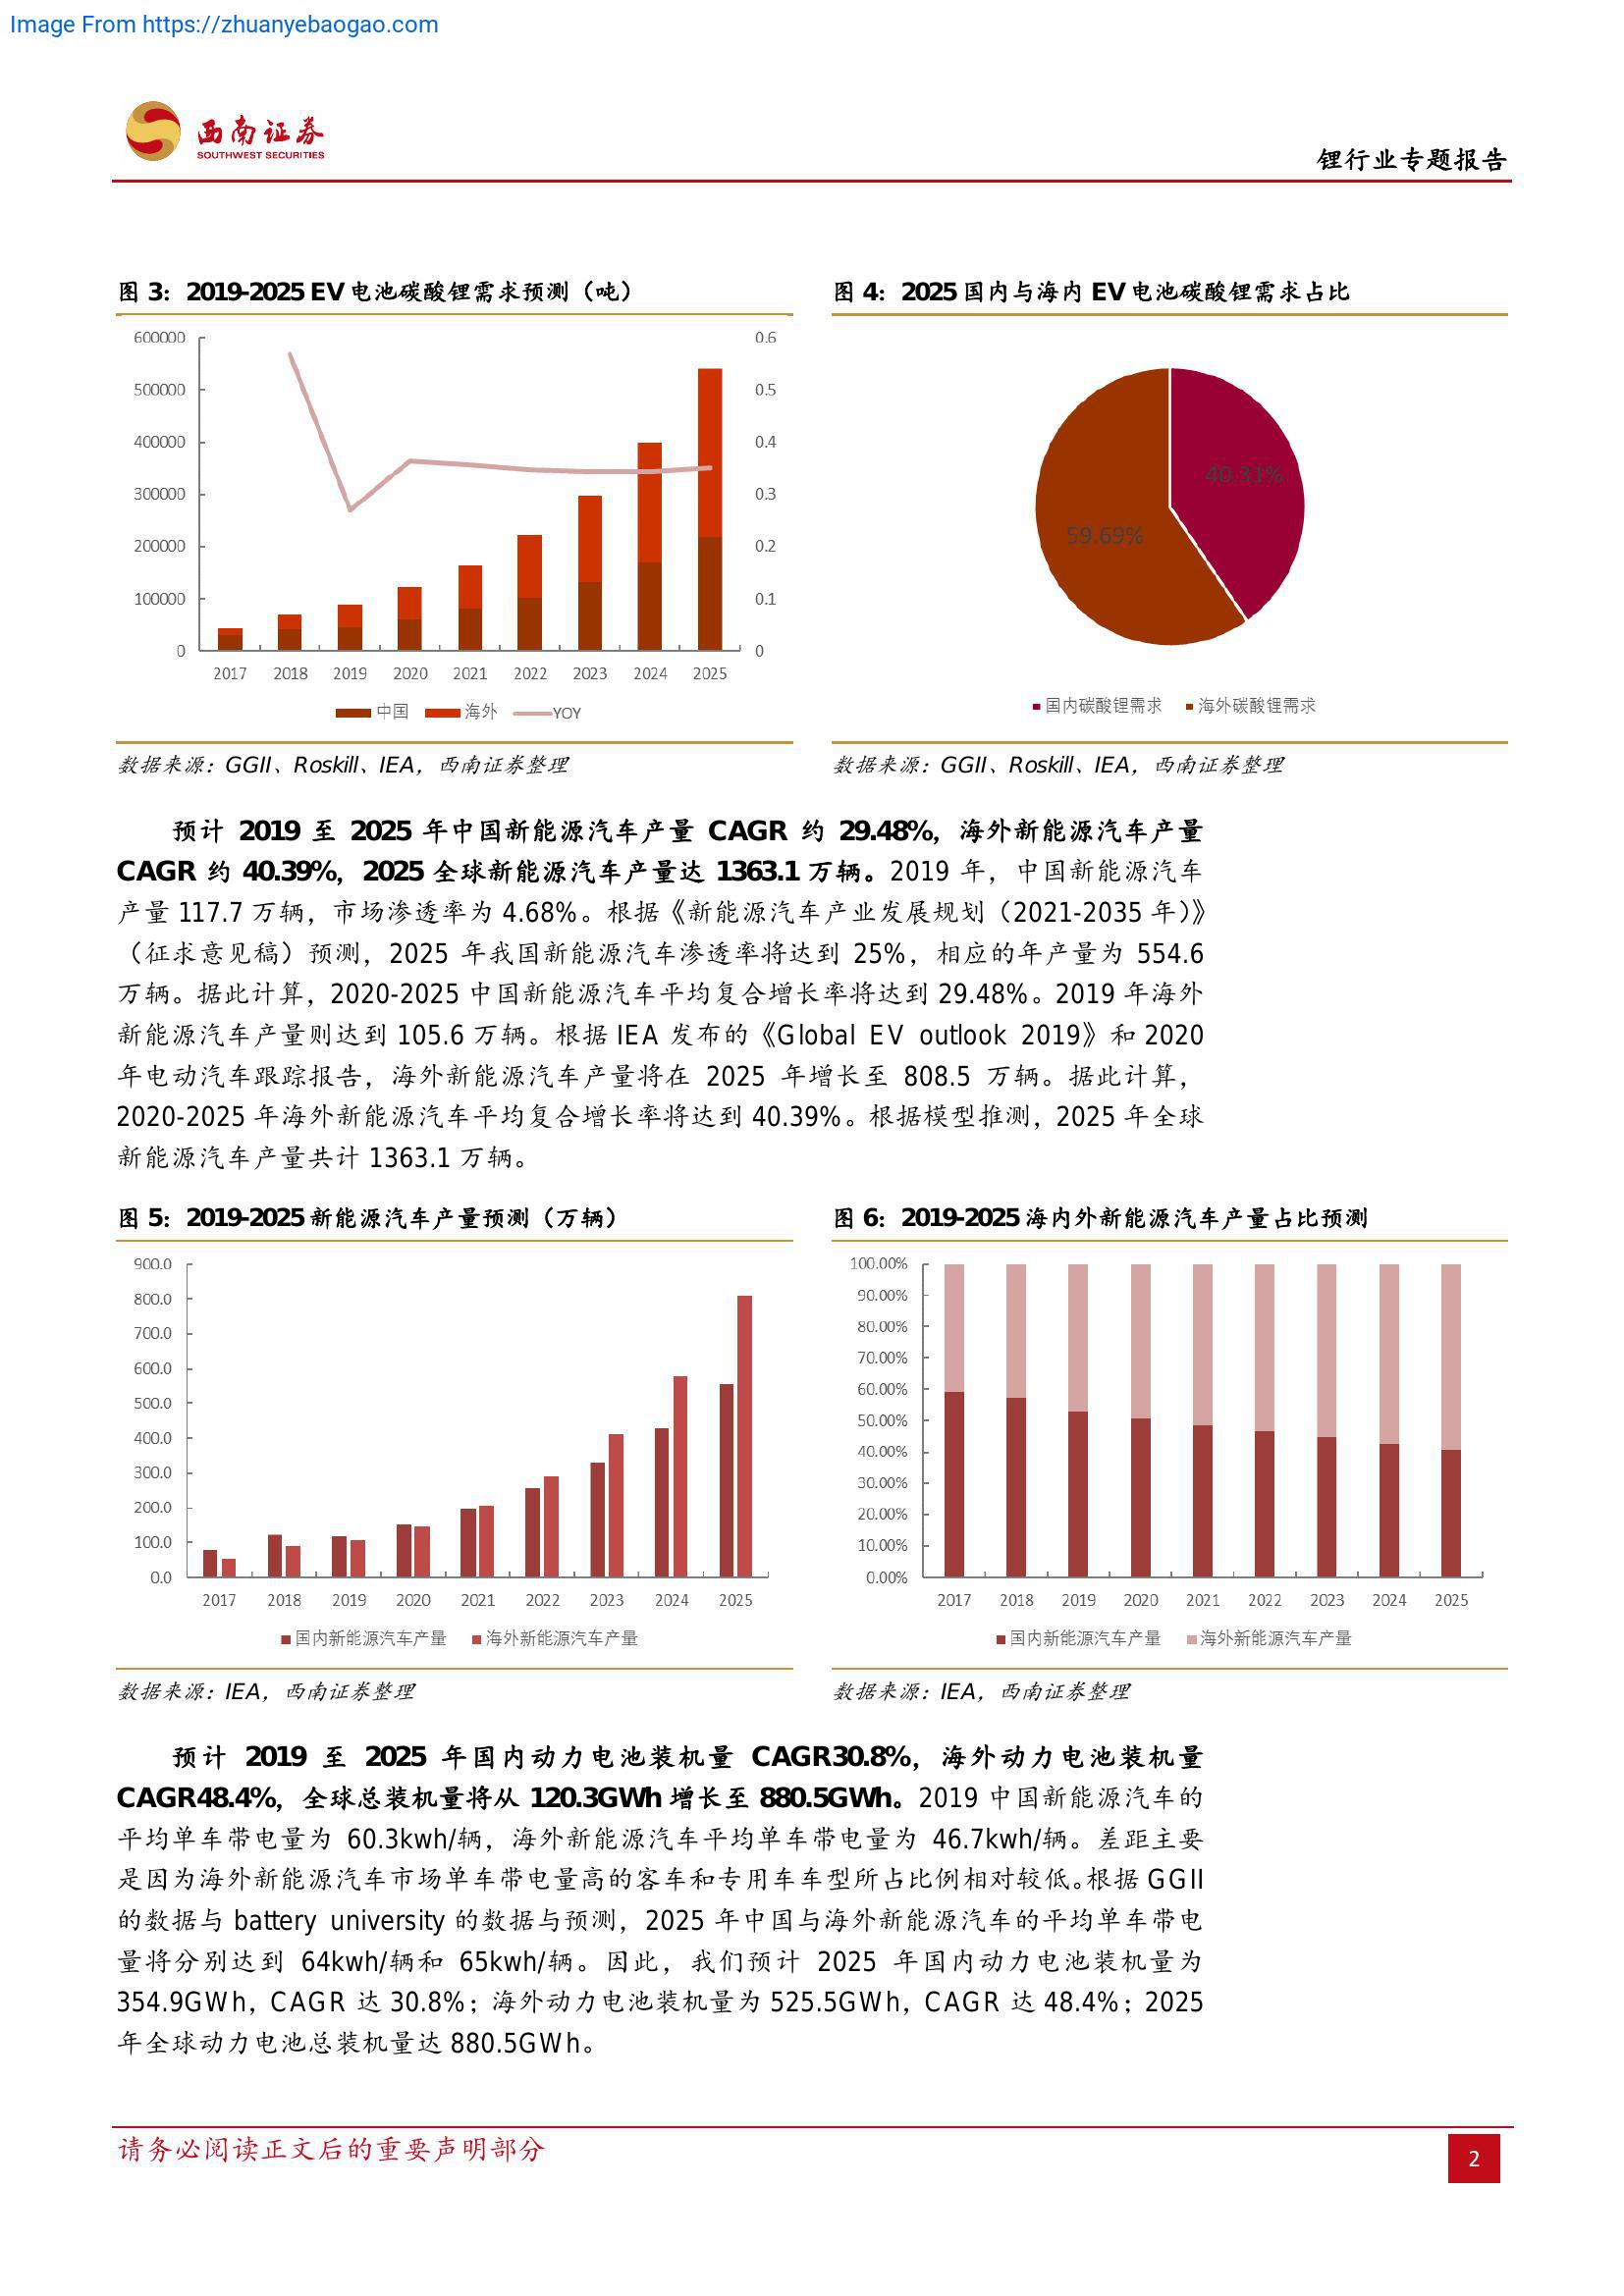 Image From https://zhuanyebaogao.com
西南证券
SOUTHWEST SECURITIES
锂行业专题报告
图 3：2019-2025 EV 电池碳酸锂需求预测（吨）
600000
500000
400000
300000
200000
100000
0
0.6
0.5
0.4
0.3
0.2
0.1
0
2017 2018 2019 2020 2021 2022 2023 2024 2025
中国 海外 YOY
数据来源：GGII、Roskill、IEA，西南证券整理
图 4：2025 国内与海内 EV 电池碳酸锂需求占比
40.31%
59.69%
国内碳酸锂需求 海外碳酸锂需求
数据来源：GGII、Roskill、IEA，西南证券整理
预计 2019 至 2025 年中国新能源汽车产量 CAGR 约 29.48%，海外新能源汽车产量
CAGR 约 40.39%，2025 全球新能源汽车产量达 1363.1 万辆。2019 年，中国新能源汽车
产量 117.7 万辆，市场渗透率为 4.68%。根据《新能源汽车产业发展规划（2021-2035 年）》
（征求意见稿）预测，2025 年我国新能源汽车渗透率将达到 25%，相应的年产量为 554.6
万辆。据此计算，2020-2025 中国新能源汽车平均复合增长率将达到 29.48%。2019 年海外
新能源汽车产量则达到 105.6 万辆。根据 IEA 发布的《Global EV outlook 2019》和 2020
年电动汽车跟踪报告，海外新能源汽车产量将在 2025 年增长至 808.5 万辆。据此计算，
2020-2025 年海外新能源汽车平均复合增长率将达到 40.39%。根据模型推测，2025 年全球
新能源汽车产量共计 1363.1 万辆。
图 5：2019-2025 新能源汽车产量预测（万辆）
900.0
800.0
700.0
600.0
500.0
400.0
300.0
200.0
100.0
0.0
2017 2018 2019 2020 2021 2022 2023 2024 2025
国内新能源汽车产量 海外新能源汽车产量
数据来源：IEA，西南证券整理
图 6：2019-2025 海内外新能源汽车产量占比预测
100.00%
90.00%
80.00%
70.00%
60.00%
50.00%
40.00%
30.00%
20.00%
10.00%
0.00%
2017 2018 2019 2020 2021 2022 2023 2024 2025
国内新能源汽车产量 海外新能源汽车产量
数据来源：IEA，西南证券整理
预计 2019 至 2025 年国内动力电池装机量 CAGR30.8%，海外动力电池装机量
CAGR48.4%，全球总装机量将从 120.3GWh 增长至 880.5GWh。2019 中国新能源汽车的
平均单车带电量为 60.3kwh/辆，海外新能源汽车平均单车带电量为 46.7kwh/辆。差距主要
是因为海外新能源汽车市场单车带电量高的客车和专用车车型所占比例相对较低。根据 GGII
的数据与 battery university 的数据与预测，2025 年中国与海外新能源汽车的平均单车带电
量将分别达到 64kwh/辆和 65kwh/辆。因此，我们预计 2025 年国内动力电池装机量为
354.9GWh，CAGR 达 30.8%；海外动力电池装机量为 525.5GWh，CAGR 达 48.4%；2025
年全球动力电池总装机量达 880.5GWh。
请务必阅读正文后的重要声明部分
2